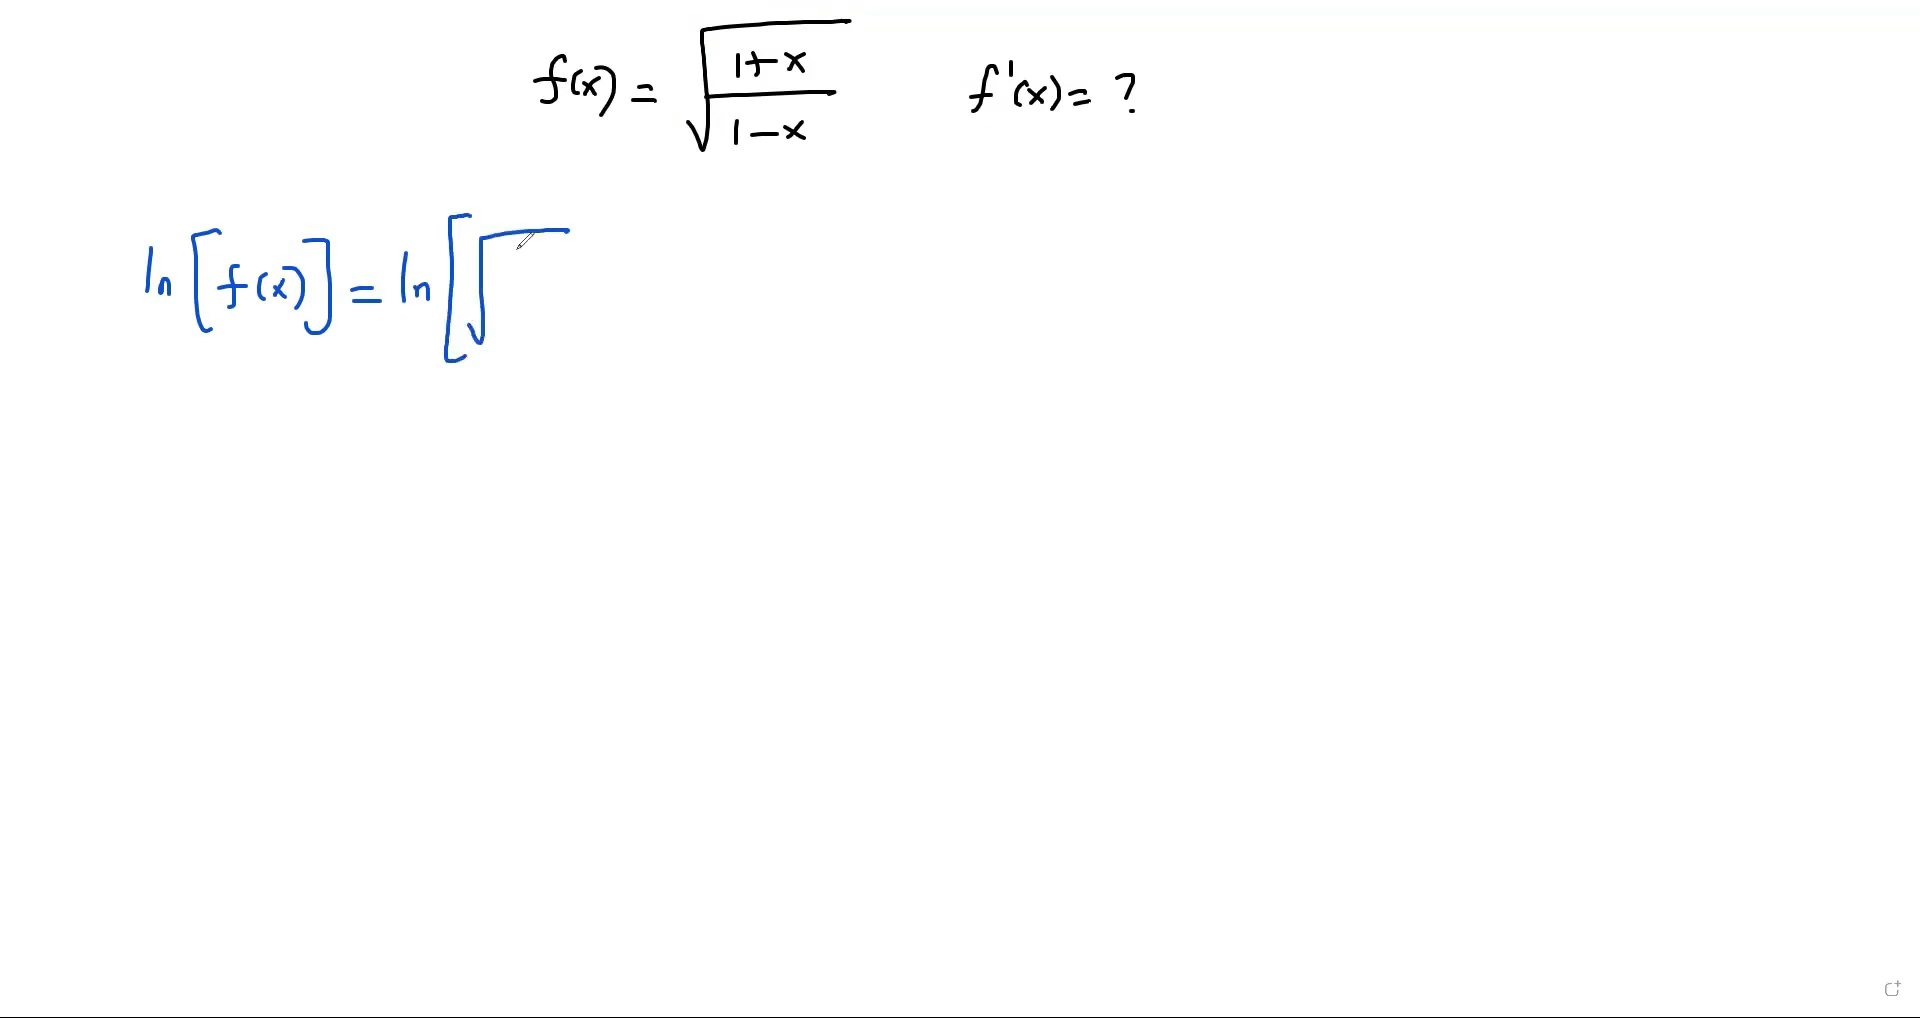 f(x) = √((1+x)/(1-x)) f'(x) = ?
ln[f(x)] = ln[√